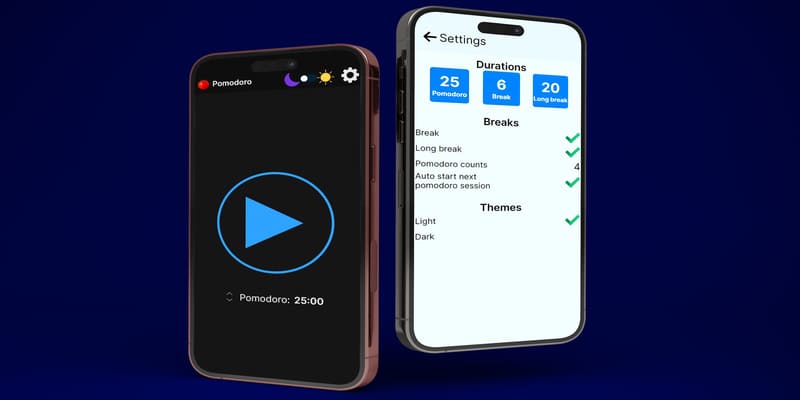 Pomodoro
Pomodoro: 25:00
Settings
Durations
25 6 20
Pomodoro Break Long break
Breaks
Break
Long break
Pomodoro counts 4
Auto start next
pomodoro session
Themes
Light
Dark